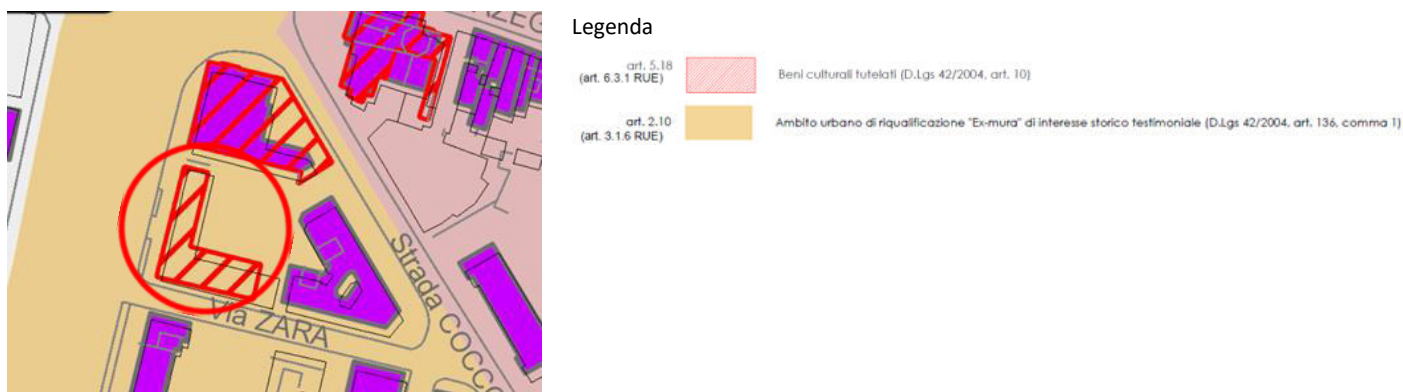 RZEG
Strada COCCO
Via ZARA
Legenda
art. 5.18
(art. 6.3.1 RUE)
Beni culturali tutelati (D.Lgs 42/2004, art. 10)
art. 2.10
(art. 3.1.6 RUE)
Ambito urbano di riqualificazione "Ex-mura" di interesse storico testimoniale (D.Lgs 42/2004, art. 136, comma 1)